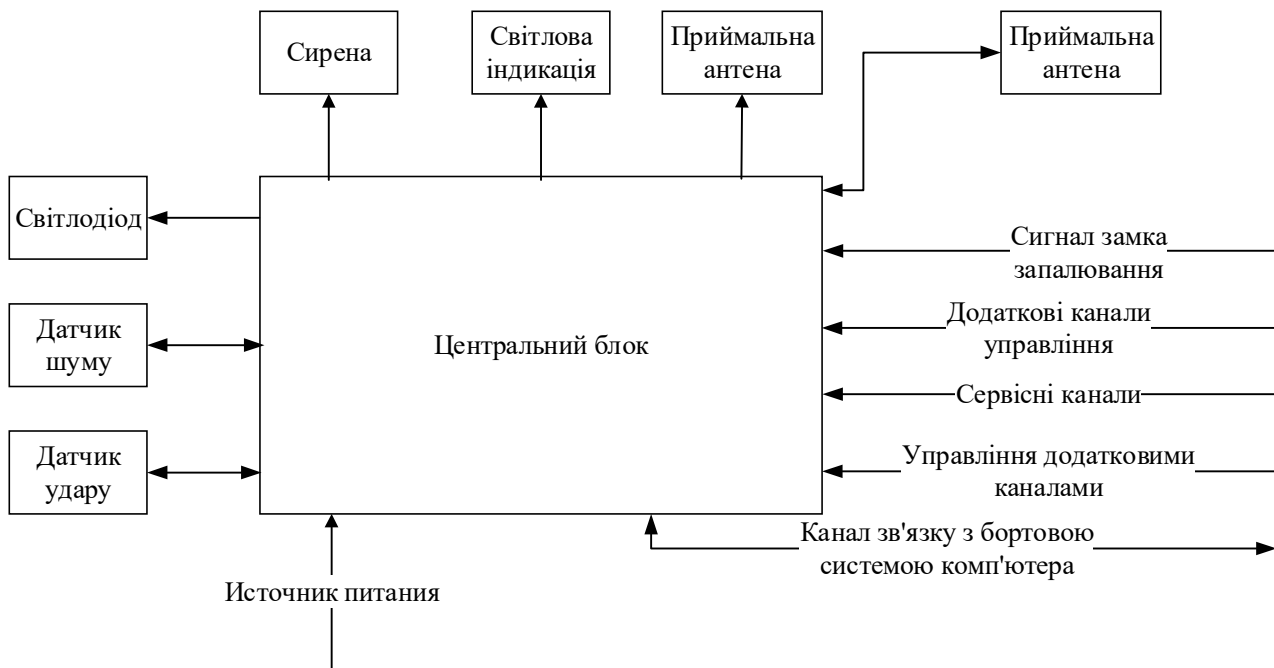 Сирена
Світлова
індикація
Приймальна
антена
Приймальна
антена
Світлодіод
Сигнал замка
запалювання
Датчик
шуму
Центральний блок
Додаткові канали
управління
Сервісні канали
Датчик
удару
Управління додатковими
каналами
Канал зв'язку з бортовою
системою комп'ютера
Источник питания